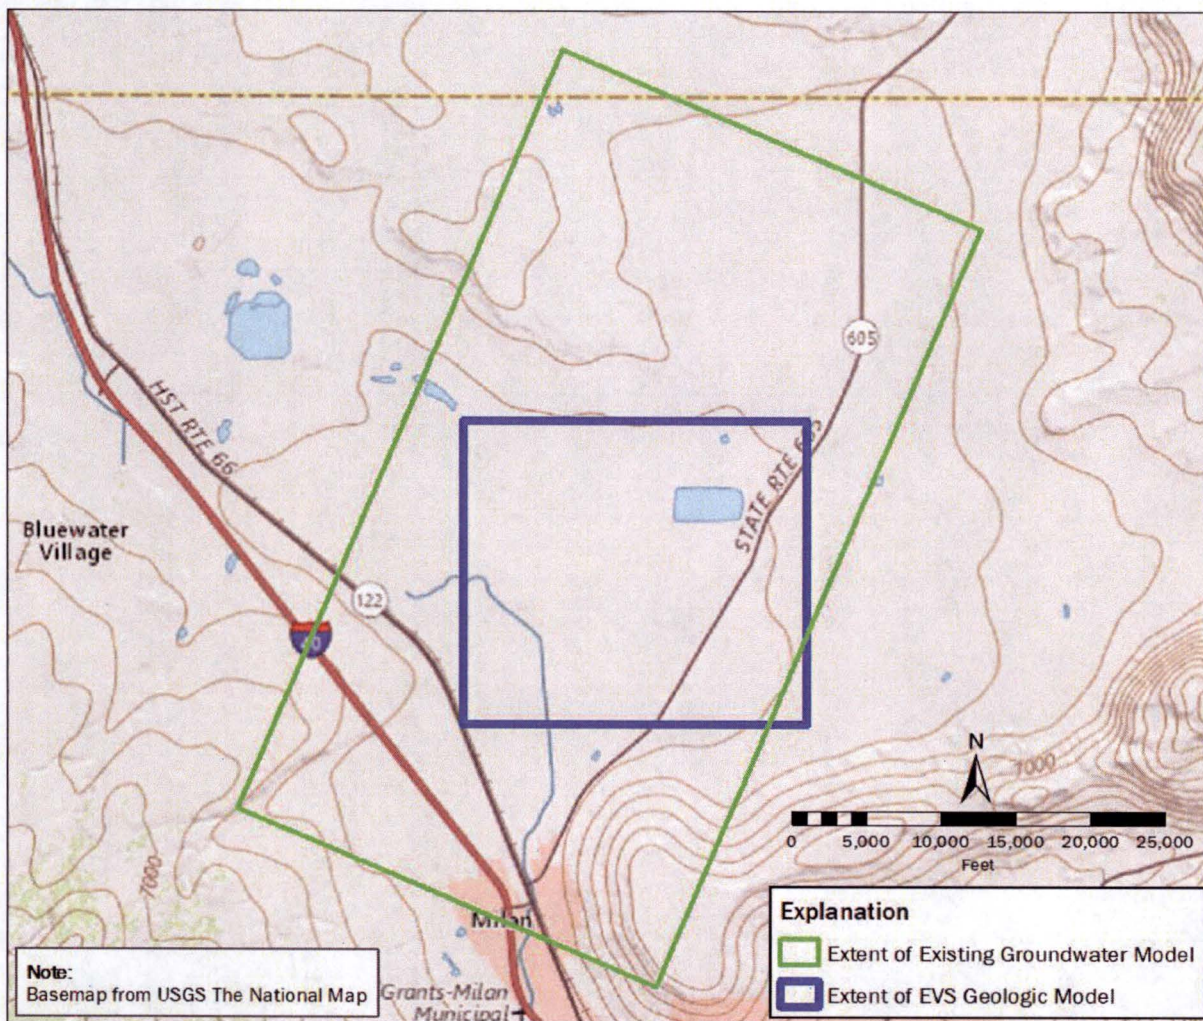 605
HST RTE 66
STATE RTE 605
Bluewater
Village
122
40
N
7000
0 5,000 10,000 15,000 20,000 25,000
Feet
7000
Milan
Explanation
Extent of Existing Groundwater Model
Extent of EVS Geologic Model
Note:
Basemap from USGS The National Map
Grants-Milan
Municipal